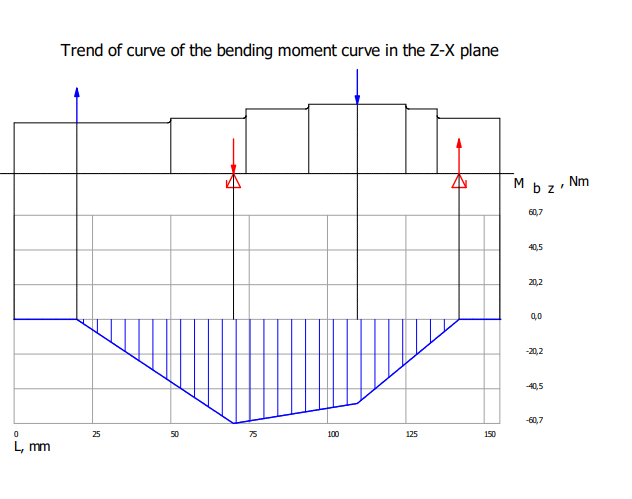 Trend of curve of the bending moment curve in the Z-X plane
M b z , Nm
60,7
40,5
20,2
0,0
-20,2
-40,5
-60,7
0 25 50 75 100 125 150
L, mm